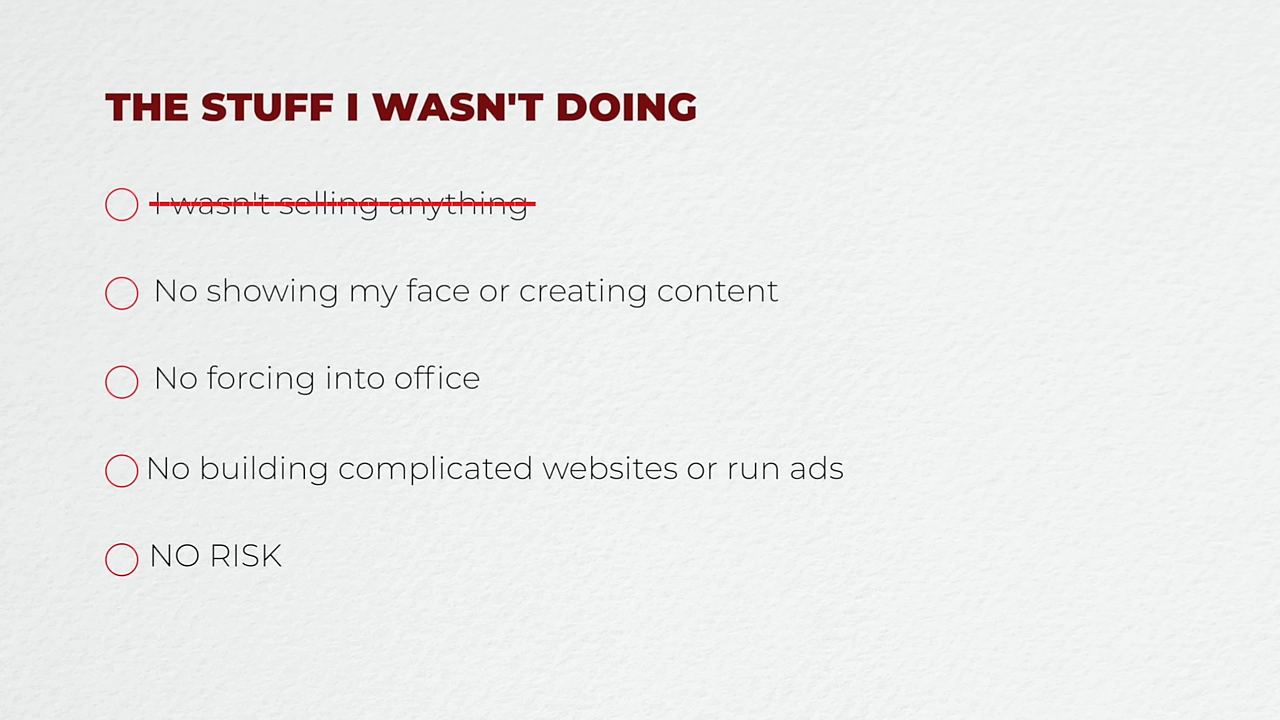 THE STUFF I WASN'T DOING
I wasn't selling anything
No showing my face or creating content
No forcing into office
No building complicated websites or run ads
NO RISK